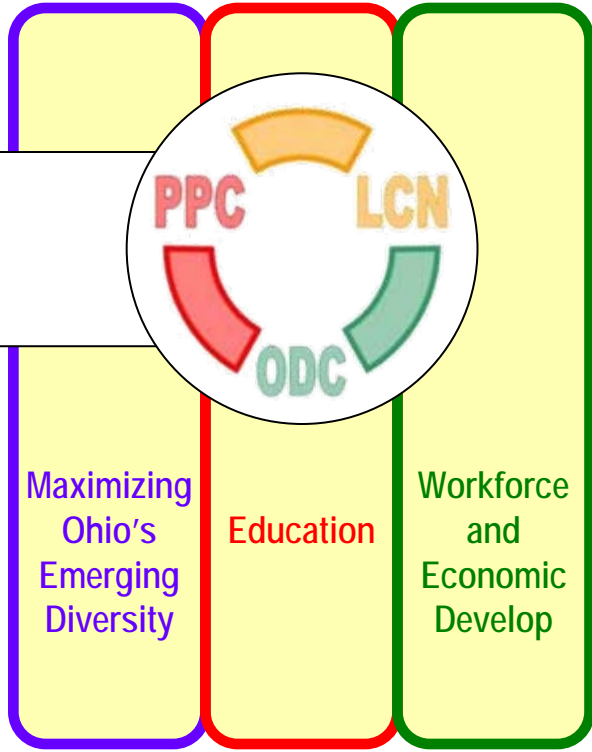 PPC
LCN
ODC
Maximizing
Ohio's
Emerging
Diversity
Education
Workforce
and
Economic
Develop